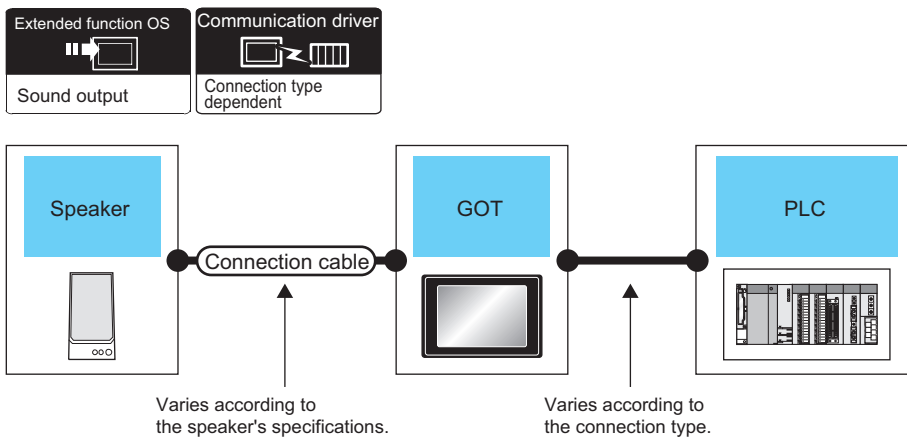 Extended function OS
Communication driver
Sound output
Connection type
dependent
Speaker
GOT
PLC
Connection cable
Varies according to
the speaker's specifications.
Varies according to
the connection type.